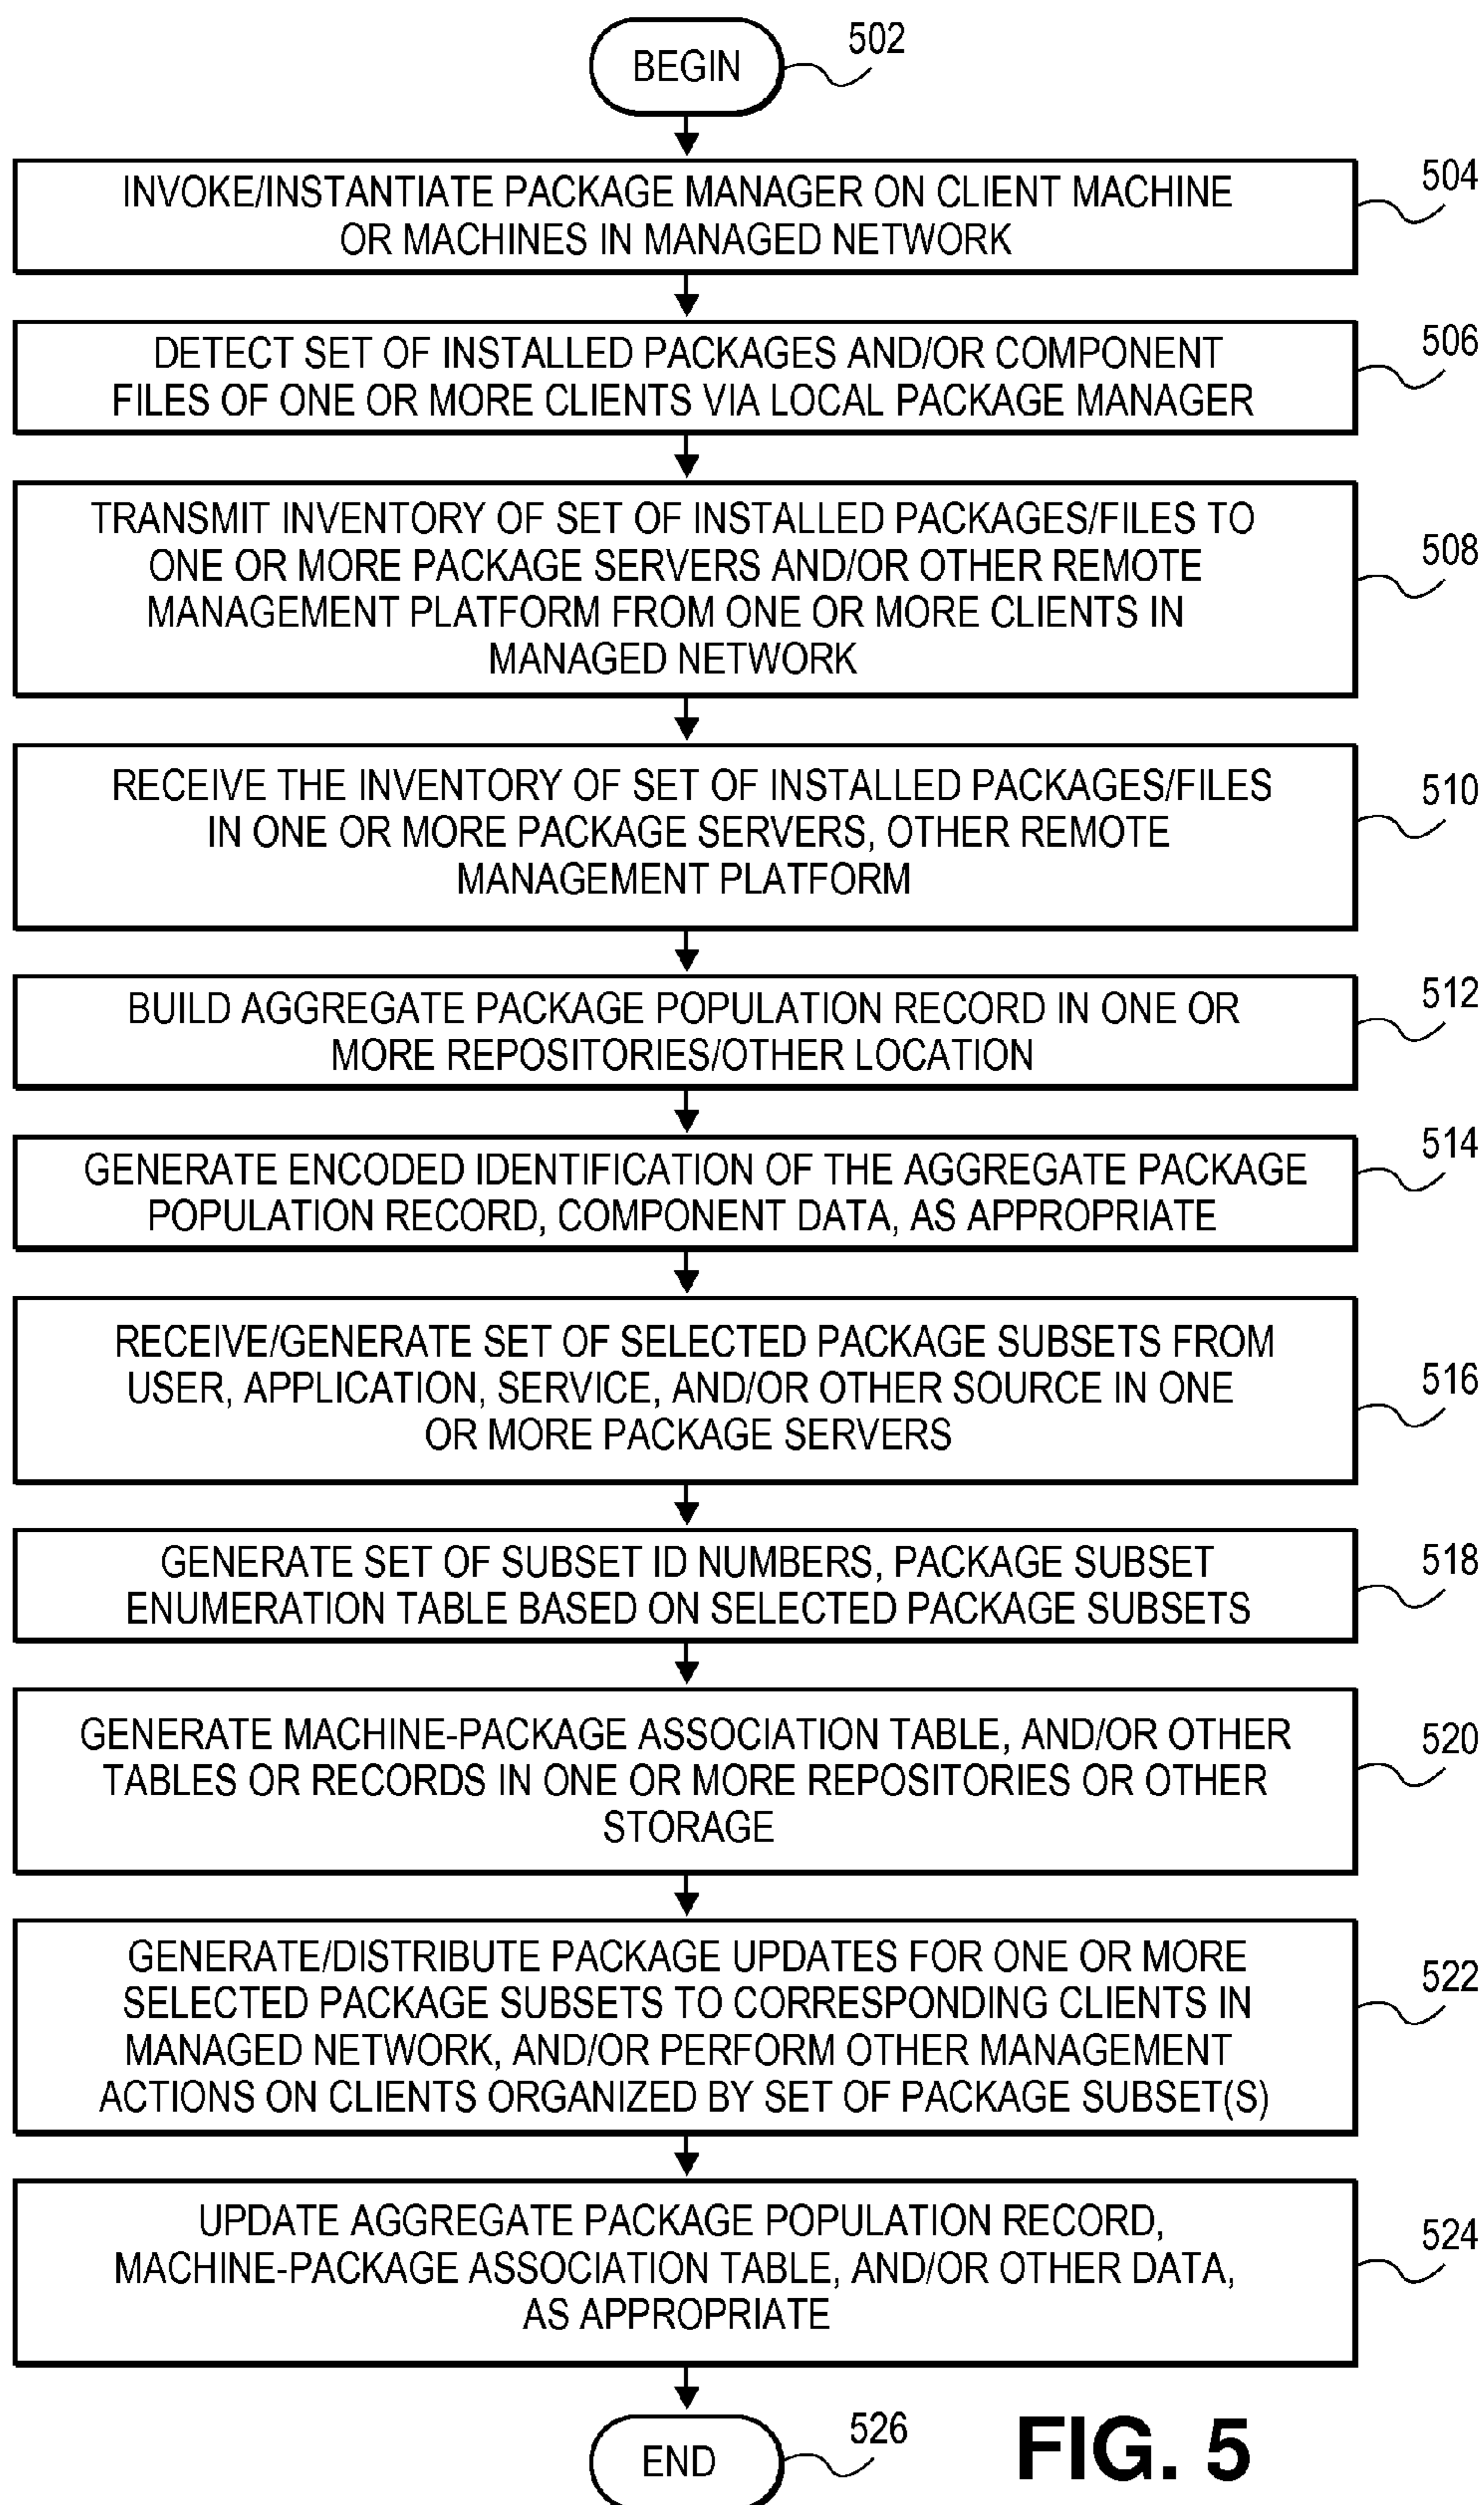 BEGIN
502
INVOKE/INSTANTIATE PACKAGE MANAGER ON CLIENT MACHINE
OR MACHINES IN MANAGED NETWORK
504
DETECT SET OF INSTALLED PACKAGES AND/OR COMPONENT
FILES OF ONE OR MORE CLIENTS VIA LOCAL PACKAGE MANAGER
506
TRANSMIT INVENTORY OF SET OF INSTALLED PACKAGES/FILES TO
ONE OR MORE PACKAGE SERVERS AND/OR OTHER REMOTE
MANAGEMENT PLATFORM FROM ONE OR MORE CLIENTS IN
MANAGED NETWORK
508
RECEIVE THE INVENTORY OF SET OF INSTALLED PACKAGES/FILES
IN ONE OR MORE PACKAGE SERVERS, OTHER REMOTE
MANAGEMENT PLATFORM
510
BUILD AGGREGATE PACKAGE POPULATION RECORD IN ONE OR
MORE REPOSITORIES/OTHER LOCATION
512
GENERATE ENCODED IDENTIFICATION OF THE AGGREGATE PACKAGE
POPULATION RECORD, COMPONENT DATA, AS APPROPRIATE
514
RECEIVE/GENERATE SET OF SELECTED PACKAGE SUBSETS FROM
USER, APPLICATION, SERVICE, AND/OR OTHER SOURCE IN ONE
OR MORE PACKAGE SERVERS
516
GENERATE SET OF SUBSET ID NUMBERS, PACKAGE SUBSET
ENUMERATION TABLE BASED ON SELECTED PACKAGE SUBSETS
518
GENERATE MACHINE-PACKAGE ASSOCIATION TABLE, AND/OR OTHER
TABLES OR RECORDS IN ONE OR MORE REPOSITORIES OR OTHER
STORAGE
520
GENERATE/DISTRIBUTE PACKAGE UPDATES FOR ONE OR MORE
SELECTED PACKAGE SUBSETS TO CORRESPONDING CLIENTS IN
MANAGED NETWORK, AND/OR PERFORM OTHER MANAGEMENT
ACTIONS ON CLIENTS ORGANIZED BY SET OF PACKAGE SUBSET(S)
522
UPDATE AGGREGATE PACKAGE POPULATION RECORD,
MACHINE-PACKAGE ASSOCIATION TABLE, AND/OR OTHER DATA,
AS APPROPRIATE
524
END
526
FIG. 5